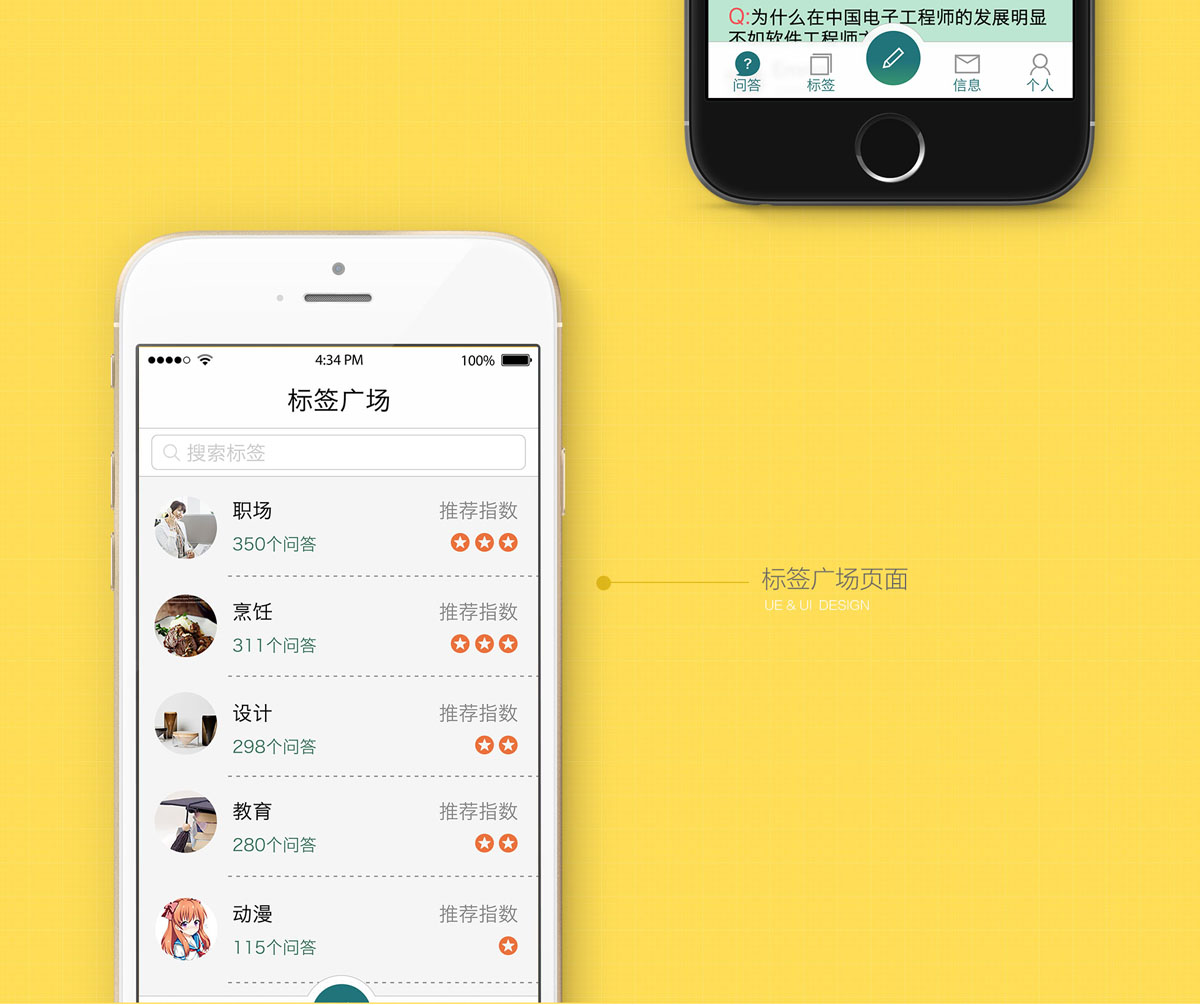 Q:为什么在中国电子工程师的发展明显
不如软件工程师
问答
标签
信息
个人
4:34 PM
100%
标签广场
搜索标签
职场
推荐指数
350个问答
烹饪
推荐指数
311个问答
设计
推荐指数
298个问答
教育
推荐指数
280个问答
动漫
推荐指数
115个问答
标签广场页面
UE & UI DESIGN